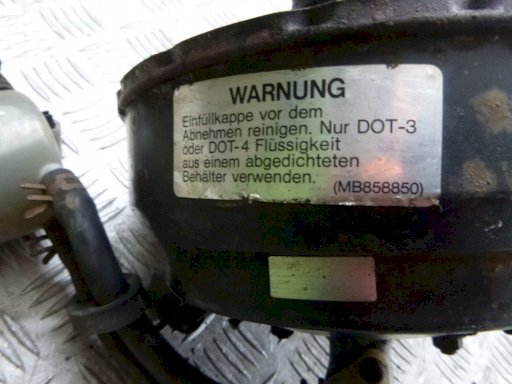 WARNUNG
Einfüllkappe vor dem
Abnehmen reinigen. Nur DOT-3
oder DOT-4 Flüssigkeit
aus einem abgedichteten
Behälter verwenden.
(MB858850)